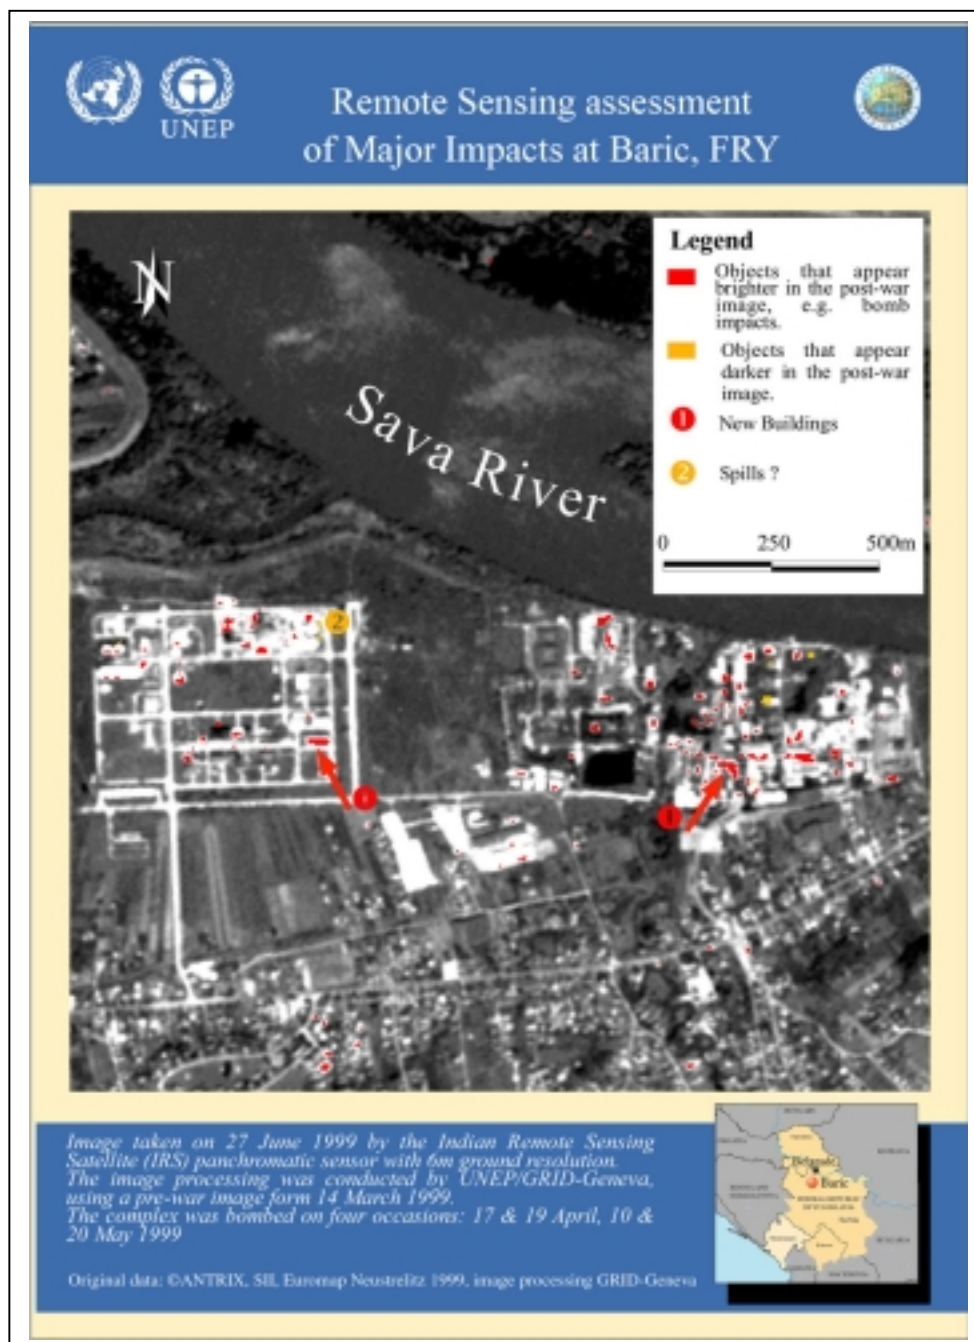 UNEP
Remote Sensing assessment
of Major Impacts at Baric, FRY
N
Legend
Objects that appear
brighter in the post-war
image, e.g. bomb
impacts.
Objects that appear
darker in the post-war
image.
1 New Buildings
2 Spills ?
0 250 500m
Sava River
2
1
1
Image taken on 27 June 1999 by the Indian Remote Sensing
Satellite (IRS) panchromatic sensor with 6m ground resolution.
The image processing was conducted by UNEP/GRID-Geneva,
using a pre-war image form 14 March 1999.
The complex was bombed on four occasions: 17 & 19 April, 10 &
20 May 1999
Original data: ©ANTRIX, SII, Euromap Neustrelitz 1999, image processing GRID-Geneva
Belgrade
Baric